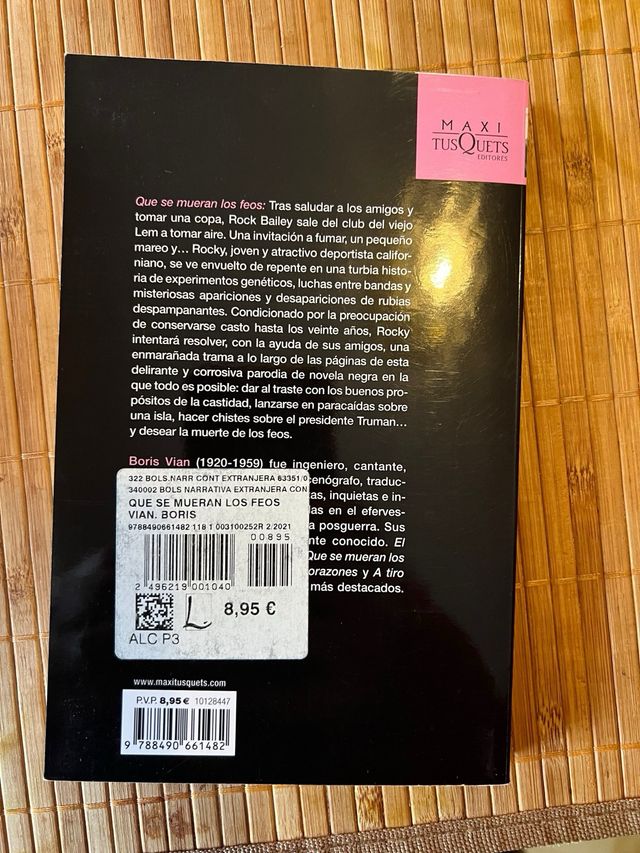 MAXI
TUSQUETS
EDITORES
Que se mueran los feos: Tras saludar a los amigos y
tomar una copa, Rock Bailey sale del club del viejo
Lem a tomar aire. Una invitación a fumar, un pequeño
mareo y… Rocky, joven y atractivo deportista califor-
niano, se ve envuelto de repente en una turbia histo-
ria de experimentos genéticos, luchas entre bandas y
misteriosas apariciones y desapariciones de rubias
despampanantes. Condicionado por la preocupación
de conservarse casto hasta los veinte años, Rocky
intentará resolver, con la ayuda de sus amigos, una
enmarañada trama a lo largo de las páginas de esta
delirante y corrosiva parodia de novela negra en la
que todo es posible: dar al traste con los buenos pro-
pósitos de la castidad, lanzarse en paracaídas sobre
una isla, hacer chistes sobre el presidente Truman…
y desear la muerte de los feos.
Boris Vian (1920-1959) fue ingeniero, cantante,
cenógrafo, traduc-
tas, inquietas e in-
las en el eferves-
a posguerra. Sus
nte conocido. El
Que se mueran los
orazones y A tiro
más destacados.
322 BOLS.NARR CONT EXTRANJERA 83351/0
340002 BOLS NARRATIVA EXTRANJERA CON
QUE SE MUERAN LOS FEOS
VIAN. BORIS
9788490661482 118 1 003100252R 2.2021
00895
2 496219 001040
L
8,95 €
ALC P3
www.maxitusquets.com
P.V.P. 8,95 € 10128447
9 788490 661482